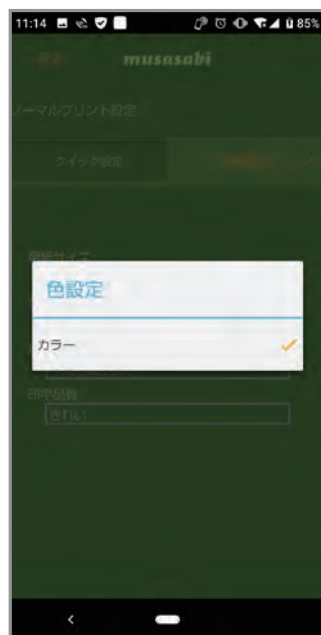 11:14
85%
musasabi
ノーマルプリント設定
クイック設定
用紙サイズ
色設定
カラー
印字品質
きれい